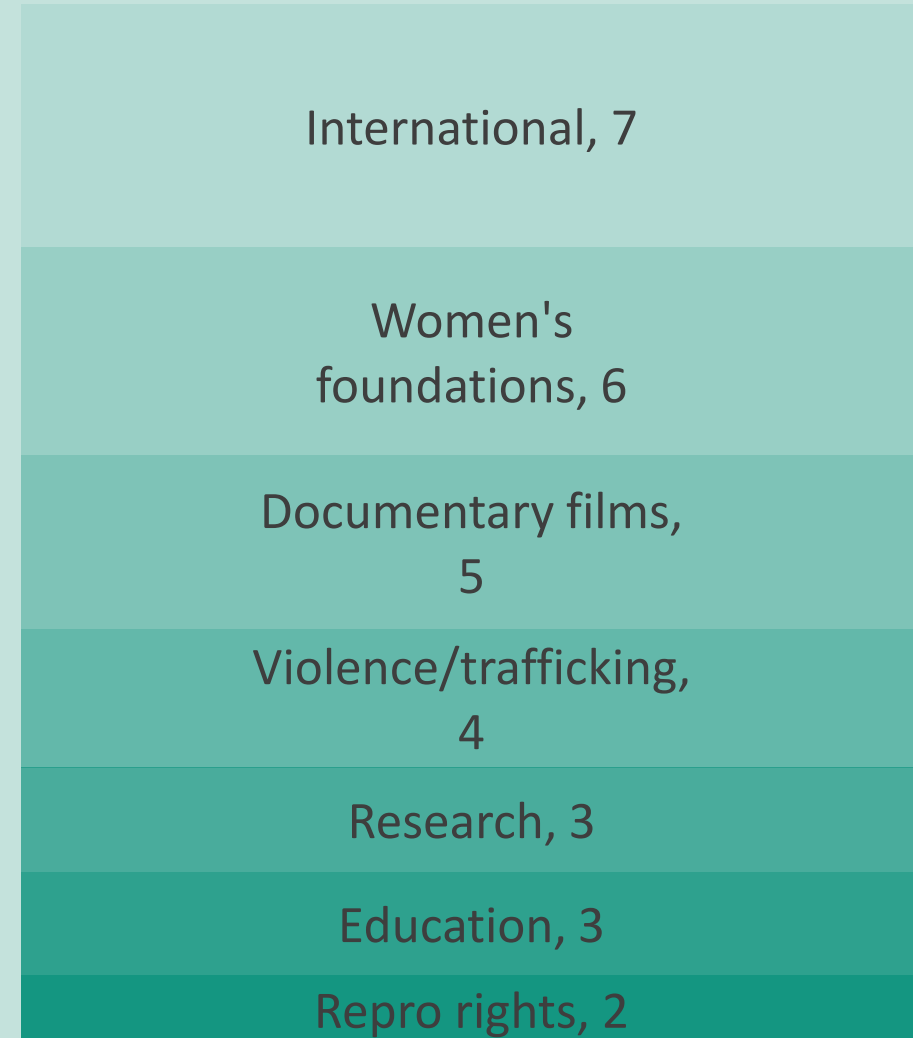 International, 7
Women's
foundations, 6
Documentary films,
5
Violence/trafficking,
4
Research, 3
Education, 3
Repro rights, 2